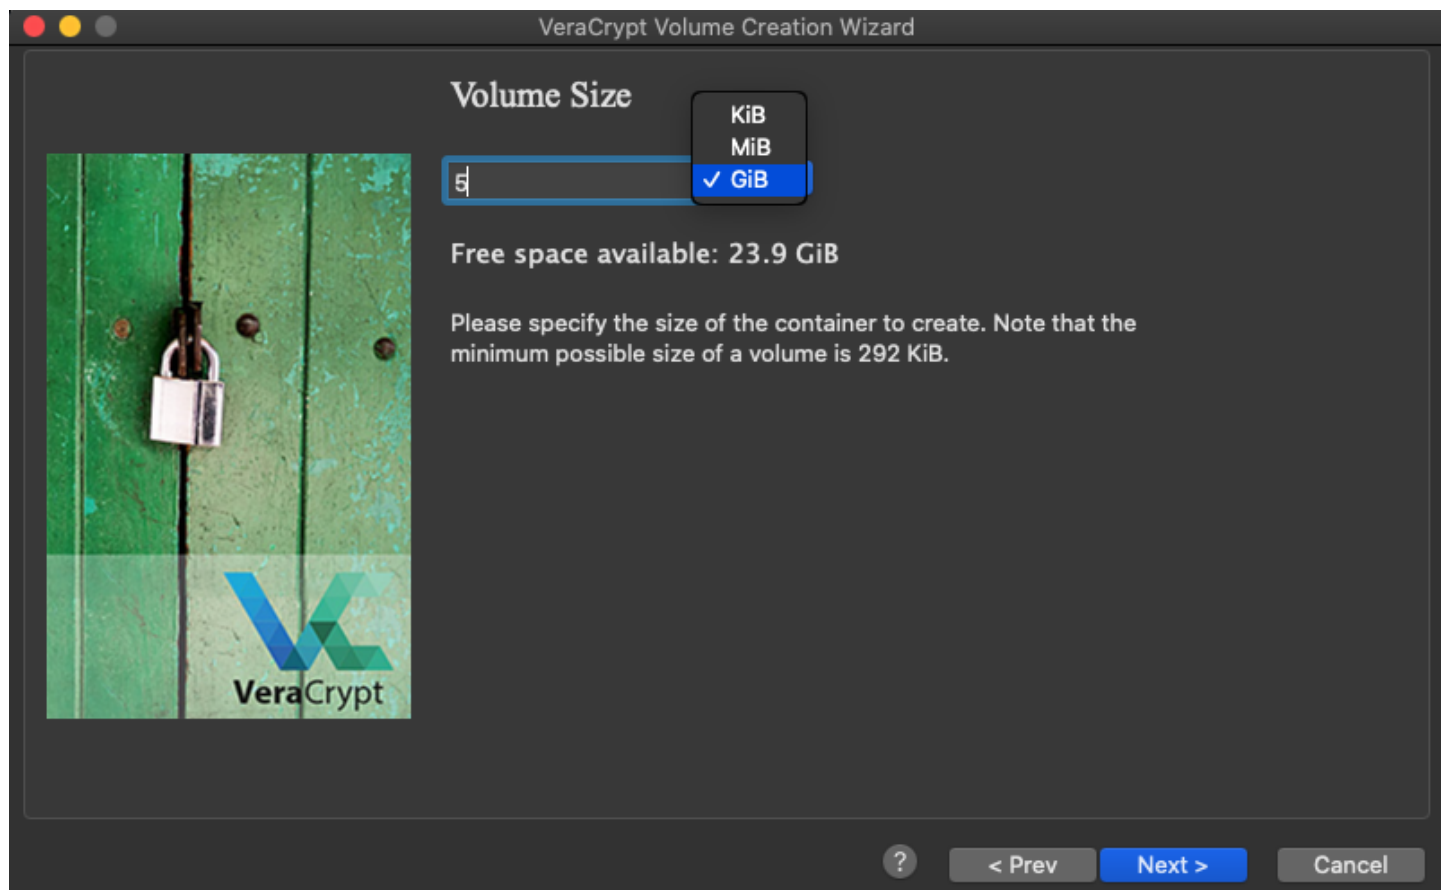 VeraCrypt Volume Creation Wizard
Volume Size
KiB
MiB
5
✓ GiB
Free space available: 23.9 GiB
Please specify the size of the container to create. Note that the
minimum possible size of a volume is 292 KiB.
VeraCrypt
?
< Prev
Next >
Cancel